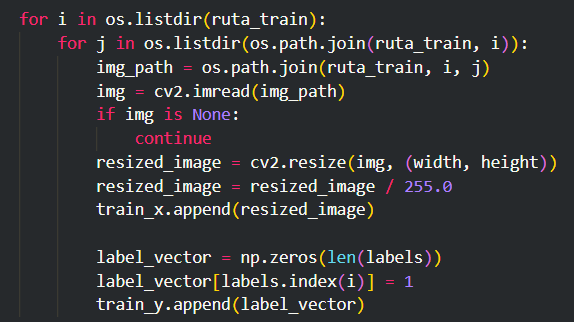 for i in os.listdir(ruta_train):
    for j in os.listdir(os.path.join(ruta_train, i)):
        img_path = os.path.join(ruta_train, i, j)
        img = cv2.imread(img_path)
        if img is None:
            continue
        resized_image = cv2.resize(img, (width, height))
        resized_image = resized_image / 255.0
        train_x.append(resized_image)

        label_vector = np.zeros(len(labels))
        label_vector[labels.index(i)] = 1
        train_y.append(label_vector)